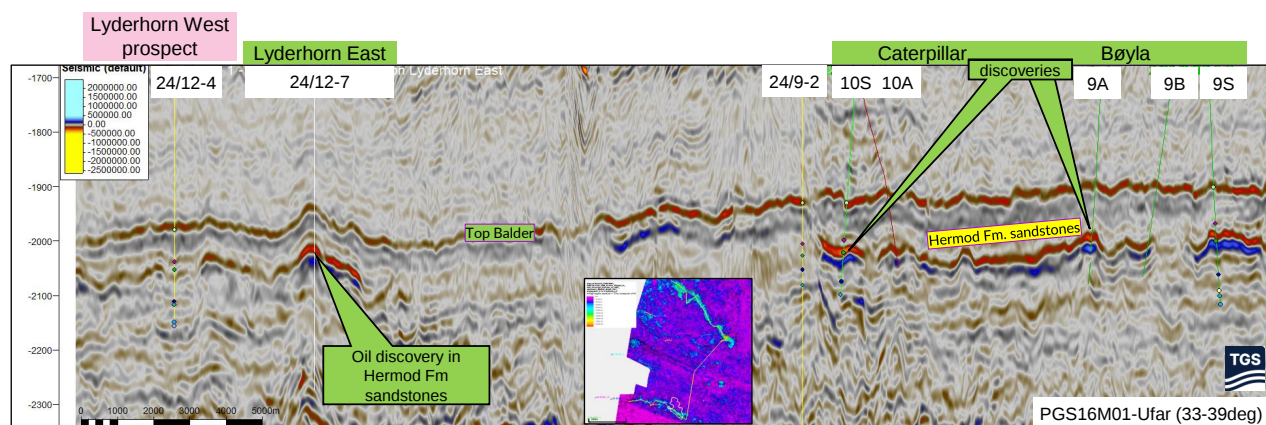 Lyderhorn West
prospect
Lyderhorn East
Caterpillar
Bøyla
Seismic (default)
on Lyderhorn East
24/12-4
24/12-7
24/9-2
10S
10A
discoveries
9A
9B
9S
2000000.00
1500000.00
1000000.00
500000.00
0.00
-500000.00
-1000000.00
-1500000.00
-2000000.00
-2500000.00
-1700
-1800
-1900
-2000
-2100
-2200
-2300
Top Balder
Hermod Fm. sandstones
Oil discovery in
Hermod Fm
sandstones
TGS
0 1000 2000 3000 4000 5000m
PGS16M01-Ufar (33-39deg)